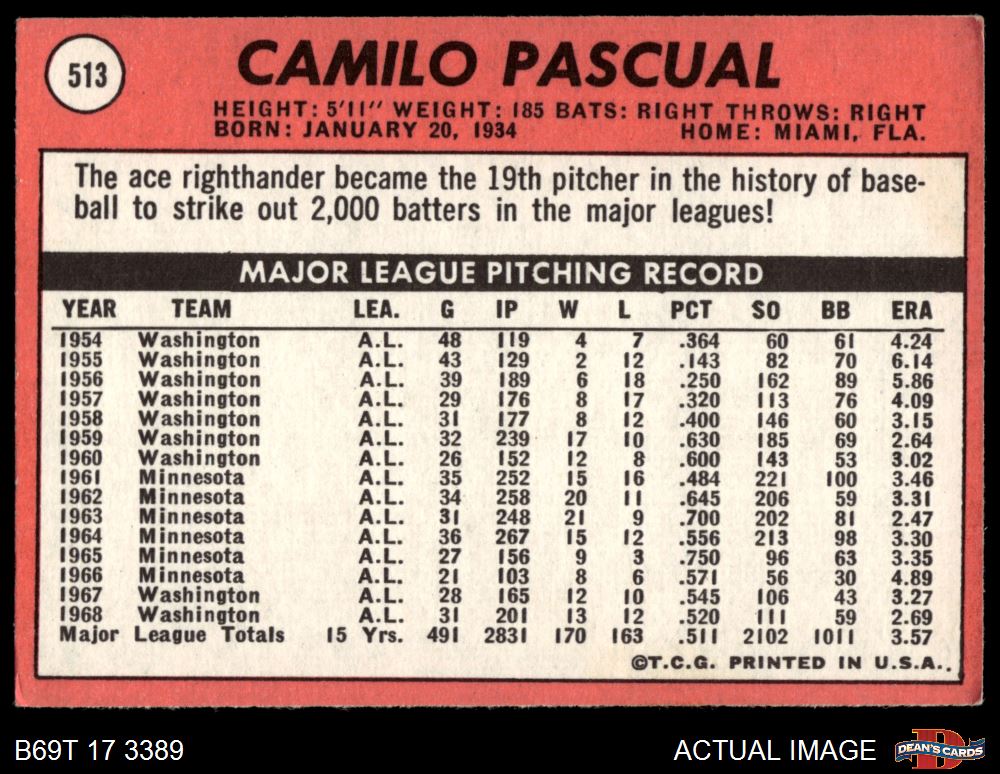 513
CAMILO PASCUAL
HEIGHT: 5'11" WEIGHT: 185 BATS: RIGHT THROWS: RIGHT
BORN: JANUARY 20, 1934 HOME: MIAMI, FLA.
The ace righthander became the 19th pitcher in the history of base-
ball to strike out 2,000 batters in the major leagues!
MAJOR LEAGUE PITCHING RECORD
YEAR TEAM LEA. G IP W L PCT SO BB ERA
1954 Washington A.L. 48 119 4 7 .364 60 61 4.24
1955 Washington A.L. 43 129 2 12 .143 82 70 6.14
1956 Washington A.L. 39 189 6 18 .250 162 89 5.86
1957 Washington A.L. 29 176 8 17 .320 113 76 4.09
1958 Washington A.L. 31 177 8 12 .400 146 60 3.15
1959 Washington A.L. 32 239 17 10 .630 185 69 2.64
1960 Washington A.L. 26 152 12 8 .600 143 53 3.02
1961 Minnesota A.L. 35 252 15 16 .484 221 100 3.46
1962 Minnesota A.L. 34 258 20 11 .645 206 59 3.31
1963 Minnesota A.L. 31 248 21 9 .700 202 81 2.47
1964 Minnesota A.L. 36 267 15 12 .556 213 98 3.30
1965 Minnesota A.L. 27 156 9 3 .750 96 63 3.35
1966 Minnesota A.L. 21 103 8 6 .571 56 30 4.89
1967 Washington A.L. 28 165 12 10 .545 106 43 3.27
1968 Washington A.L. 31 201 13 12 .520 111 59 2.69
Major League Totals 15 Yrs. 491 2831 170 163 .511 2102 1011 3.57
©T.C.G. PRINTED IN U.S.A..
B69T 17 3389 ACTUAL IMAGE DEAN'S CARDS